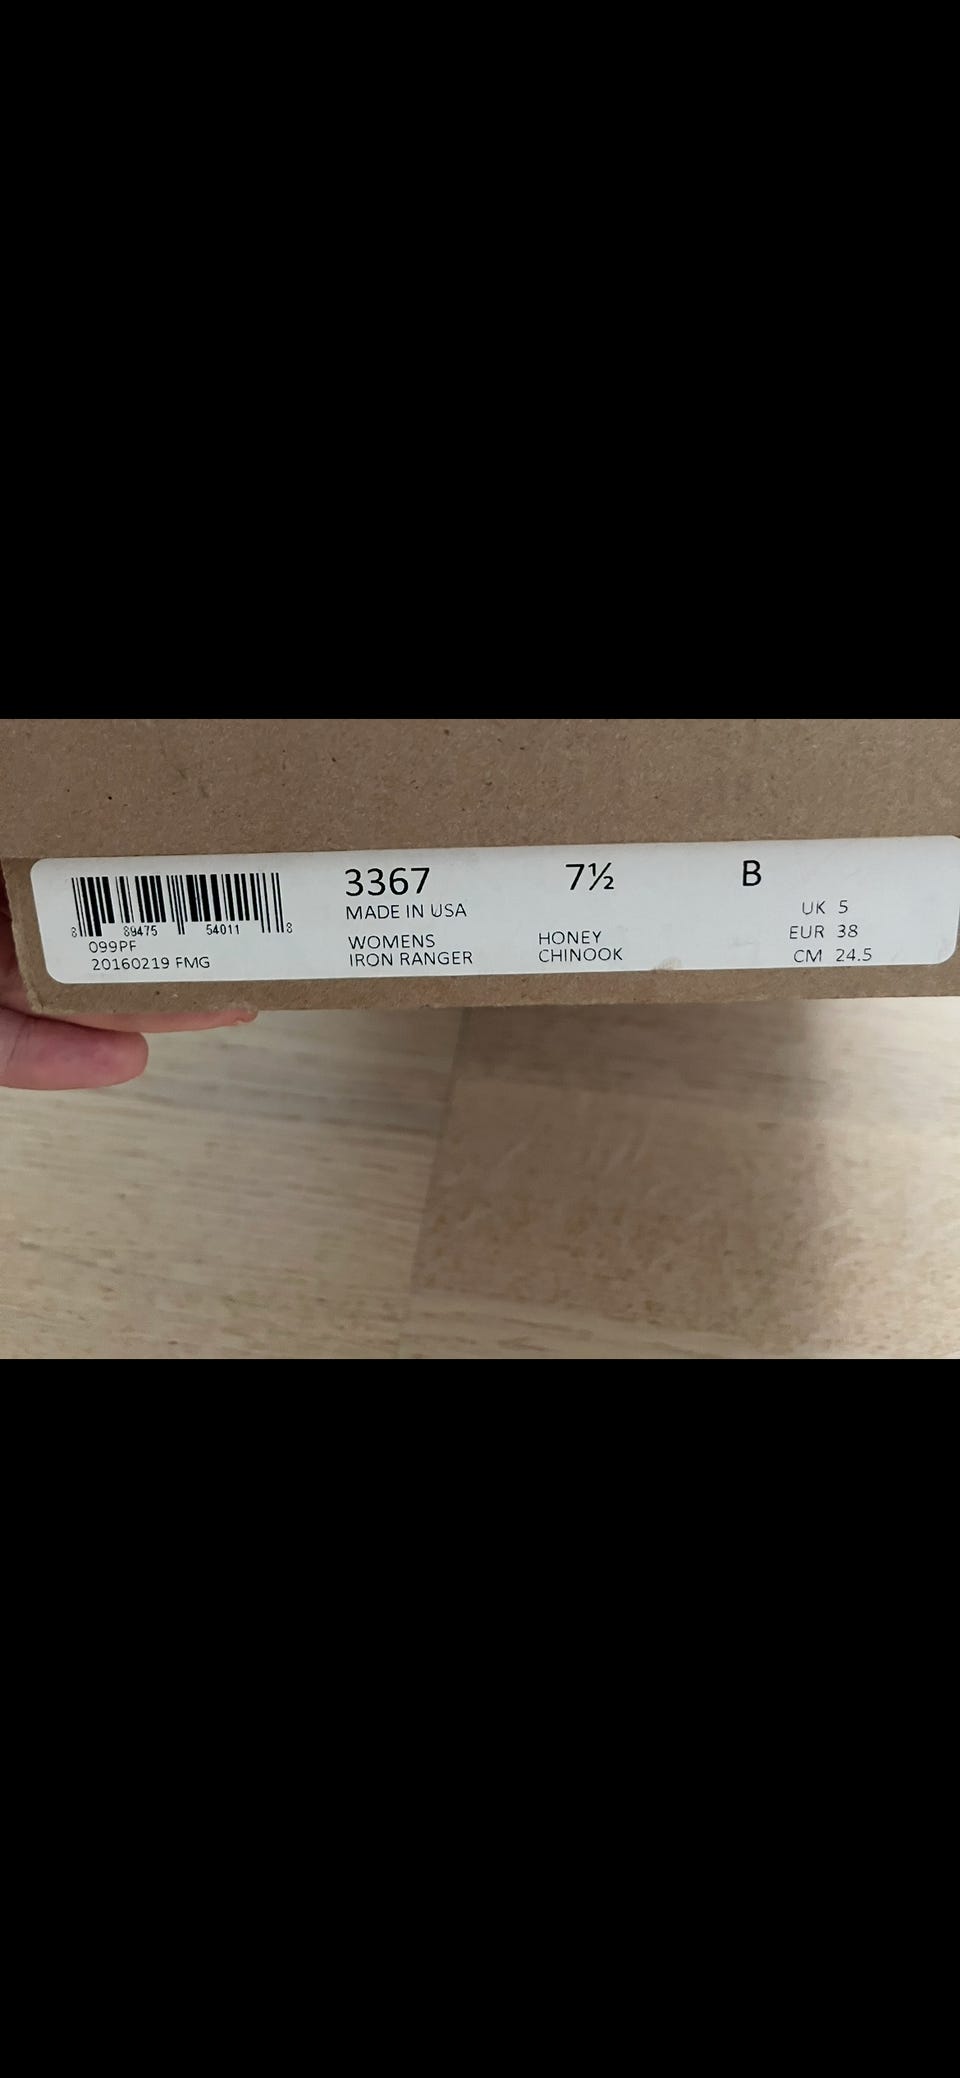 3367 7½ B
MADE IN USA
UK 5
8 89475 54011 8
099PF
20160219 FMG
WOMENS
IRON RANGER
HONEY
CHINOOK
EUR 38
CM 24.5